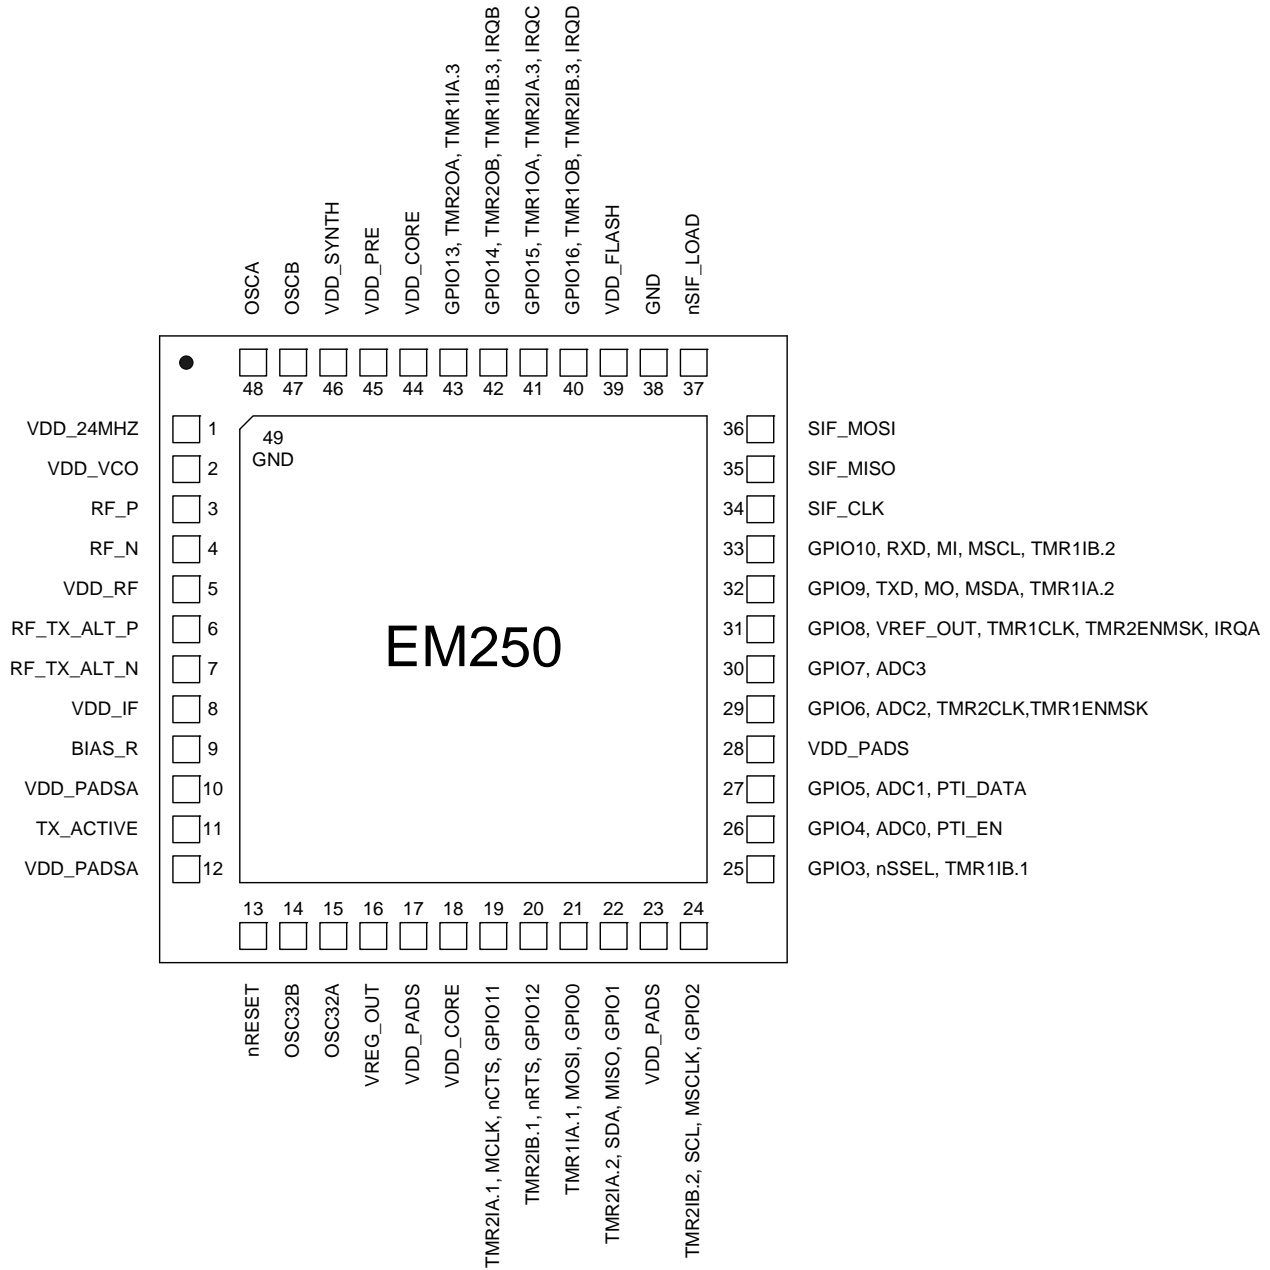 OSCA
OSCB
VDD_SYNTH
VDD_PRE
VDD_CORE
GPIO13, TMR2OA, TMR1IA.3
GPIO14, TMR2OB, TMR1IB.3, IRQB
GPIO15, TMR1OA, TMR2IA.3, IRQC
GPIO16, TMR1OB, TMR2IB.3, IRQD
VDD_FLASH
GND
nSIF_LOAD
48 47 46 45 44 43 42 41 40 39 38 37
VDD_24MHZ 1
VDD_VCO 2
RF_P 3
RF_N 4
VDD_RF 5
RF_TX_ALT_P 6
RF_TX_ALT_N 7
VDD_IF 8
BIAS_R 9
VDD_PADSA 10
TX_ACTIVE 11
VDD_PADSA 12
49
GND
EM250
36 SIF_MOSI
35 SIF_MISO
34 SIF_CLK
33 GPIO10, RXD, MI, MSCL, TMR1IB.2
32 GPIO9, TXD, MO, MSDA, TMR1IA.2
31 GPIO8, VREF_OUT, TMR1CLK, TMR2ENMSK, IRQA
30 GPIO7, ADC3
29 GPIO6, ADC2, TMR2CLK,TMR1ENMSK
28 VDD_PADS
27 GPIO5, ADC1, PTI_DATA
26 GPIO4, ADC0, PTI_EN
25 GPIO3, nSSEL, TMR1IB.1
13 14 15 16 17 18 19 20 21 22 23 24
nRESET
OSC32B
OSC32A
VREG_OUT
VDD_PADS
VDD_CORE
TMR2IA.1, MCLK, nCTS, GPIO11
TMR2IB.1, nRTS, GPIO12
TMR1IA.1, MOSI, GPIO0
TMR2IA.2, SDA, MISO, GPIO1
VDD_PADS
TMR2IB.2, SCL, MSCLK, GPIO2